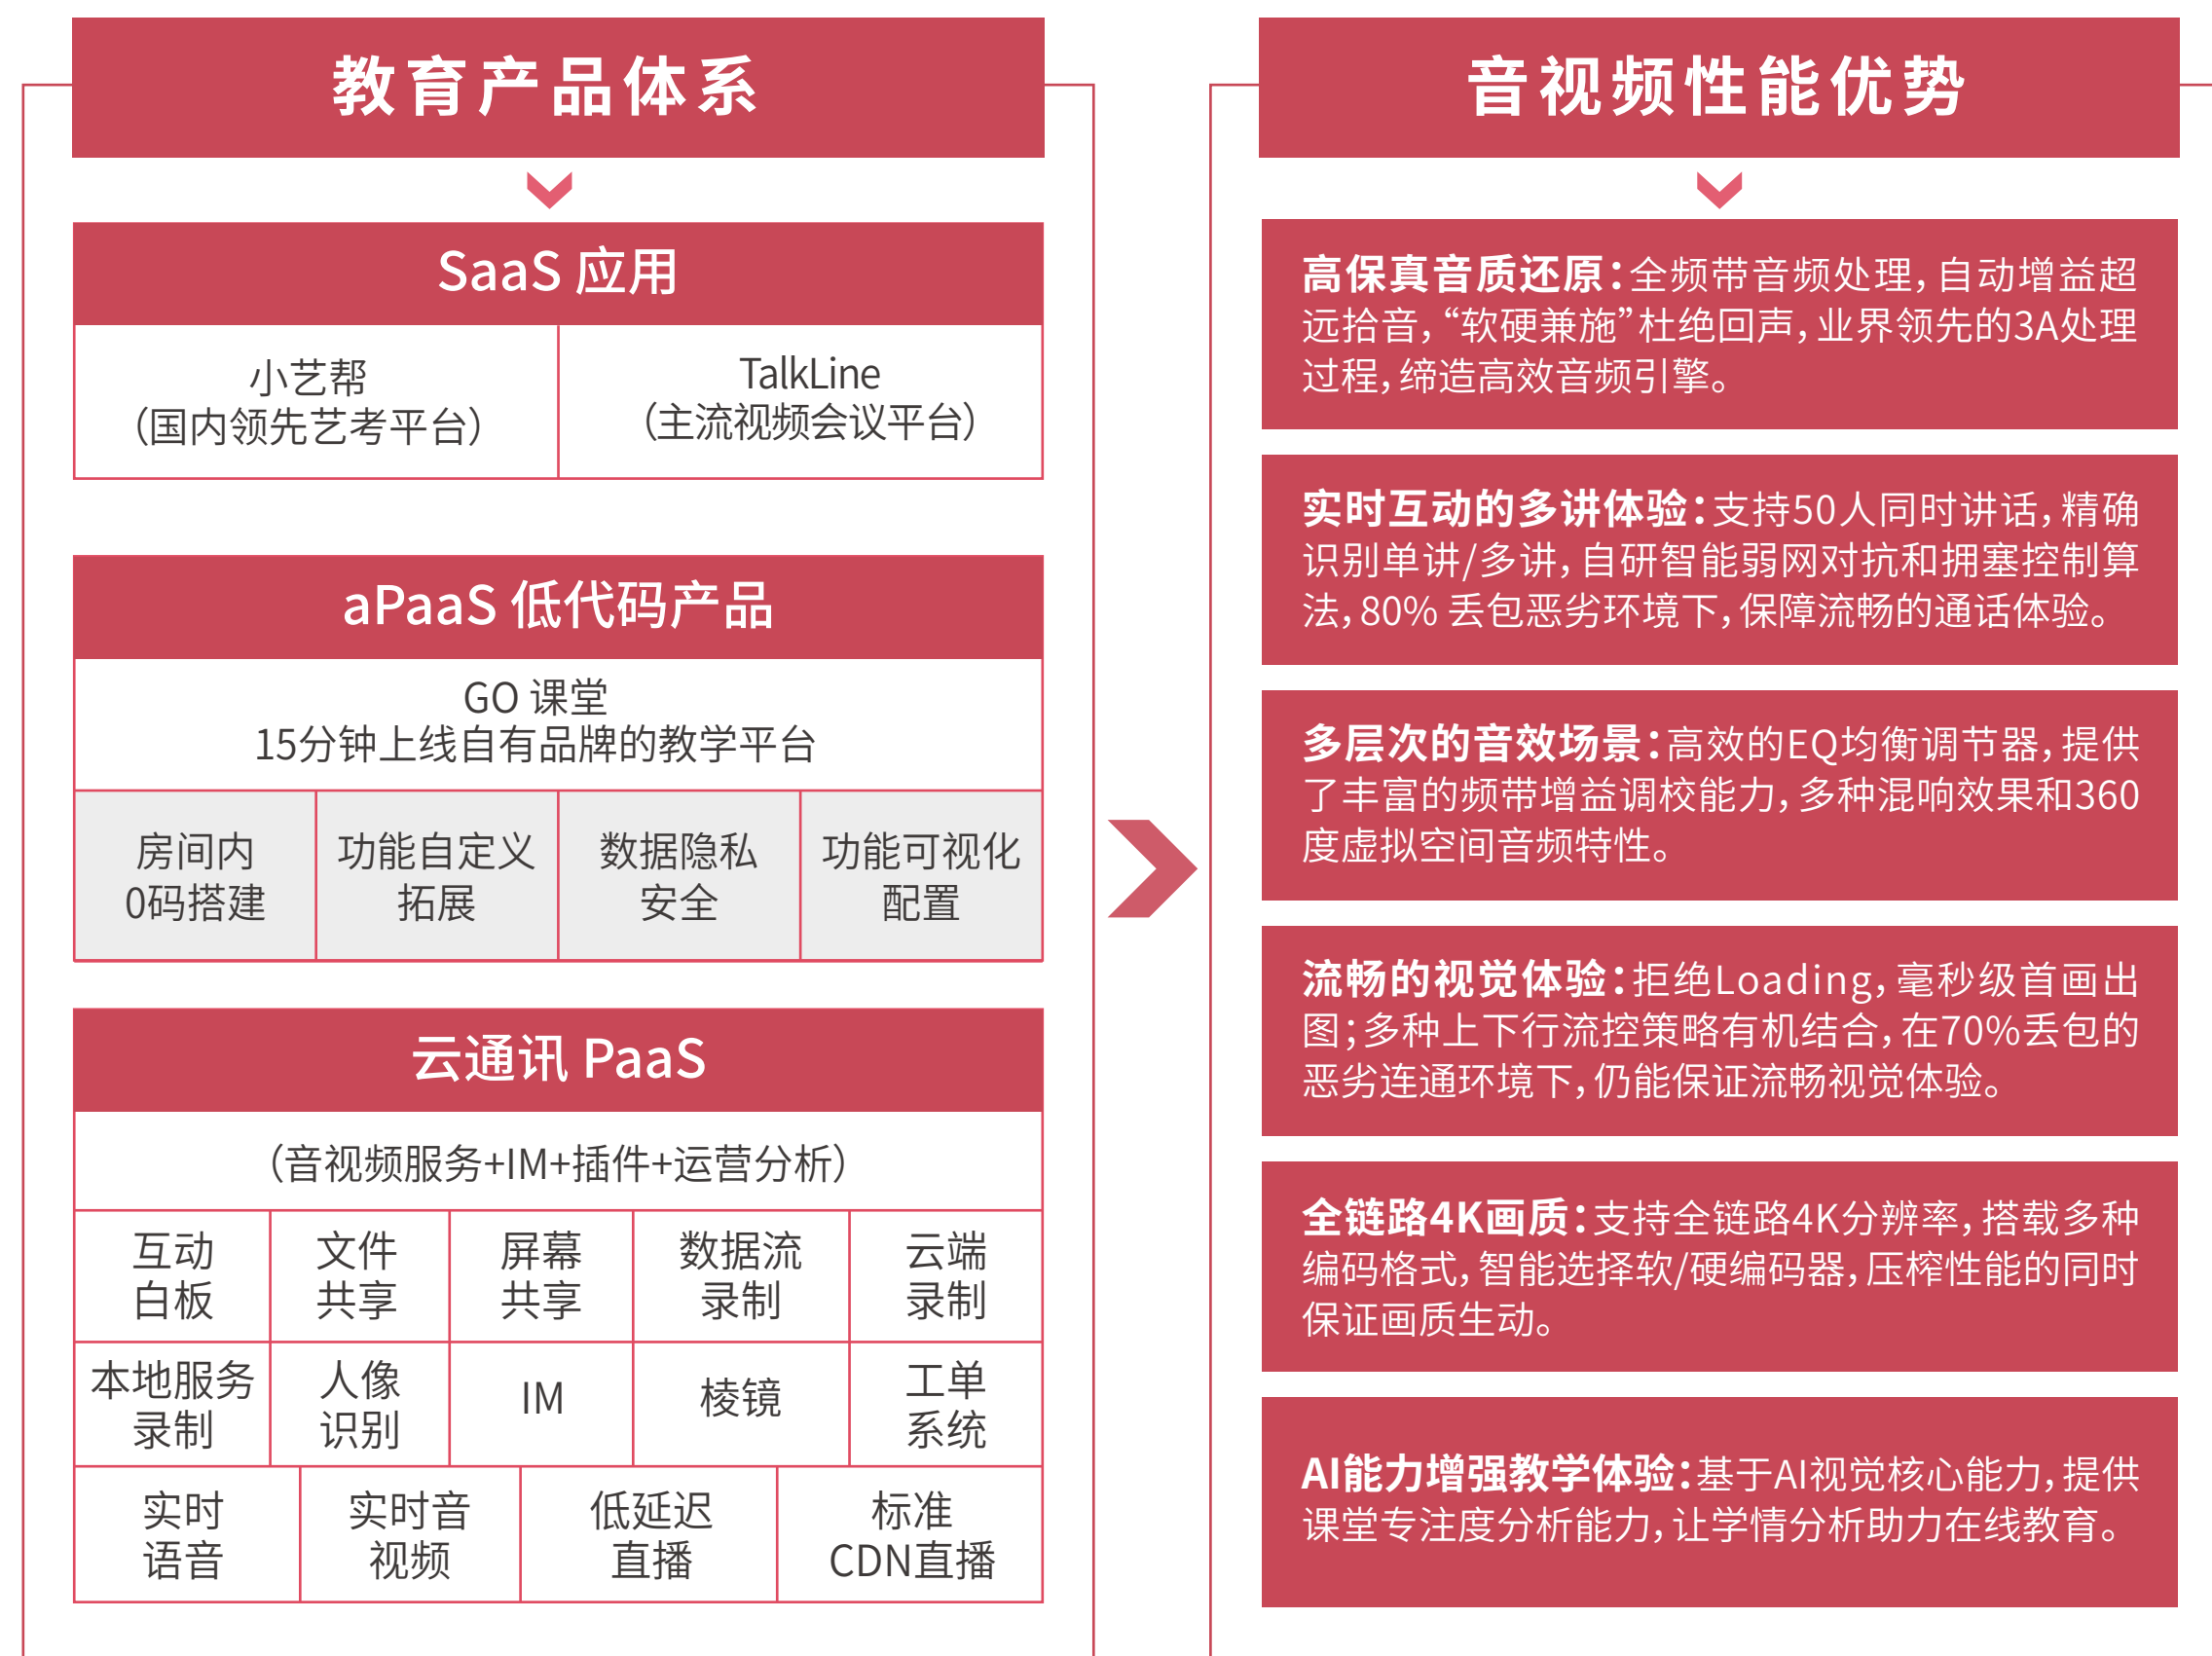 教育产品体系
SaaS 应用
小艺帮
（国内领先艺考平台）
TalkLine
（主流视频会议平台）
aPaaS 低代码产品
GO 课堂
15分钟上线自有品牌的教学平台
房间内
0码搭建
功能自定义
拓展
数据隐私
安全
功能可视化
配置
云通讯 PaaS
（音视频服务+IM+插件+运营分析）
互动
白板
文件
共享
屏幕
共享
数据流
录制
云端
录制
本地服务
录制
人像
识别
IM
棱镜
工单
系统
实时
语音
实时音
视频
低延迟
直播
标准
CDN直播
音视频性能优势
高保真音质还原：全频带音频处理，自动增益超
远拾音，“软硬兼施”杜绝回声，业界领先的3A处理
过程，缔造高效音频引擎。
实时互动的多讲体验：支持50人同时讲话，精确
识别单讲/多讲，自研智能弱网对抗和拥塞控制算
法，80% 丢包恶劣环境下，保障流畅的通话体验。
多层次的音效场景：高效的EQ均衡调节器，提供
了丰富的频带增益调校能力，多种混响效果和360
度虚拟空间音频特性。
流畅的视觉体验：拒绝Loading，毫秒级首画出
图；多种上下行流控策略有机结合，在70%丢包的
恶劣连通环境下，仍能保证流畅视觉体验。
全链路4K画质：支持全链路4K分辨率，搭载多种
编码格式，智能选择软/硬编码器，压榨性能的同时
保证画质生动。
AI能力增强教学体验：基于AI视觉核心能力，提供
课堂专注度分析能力，让学情分析助力在线教育。